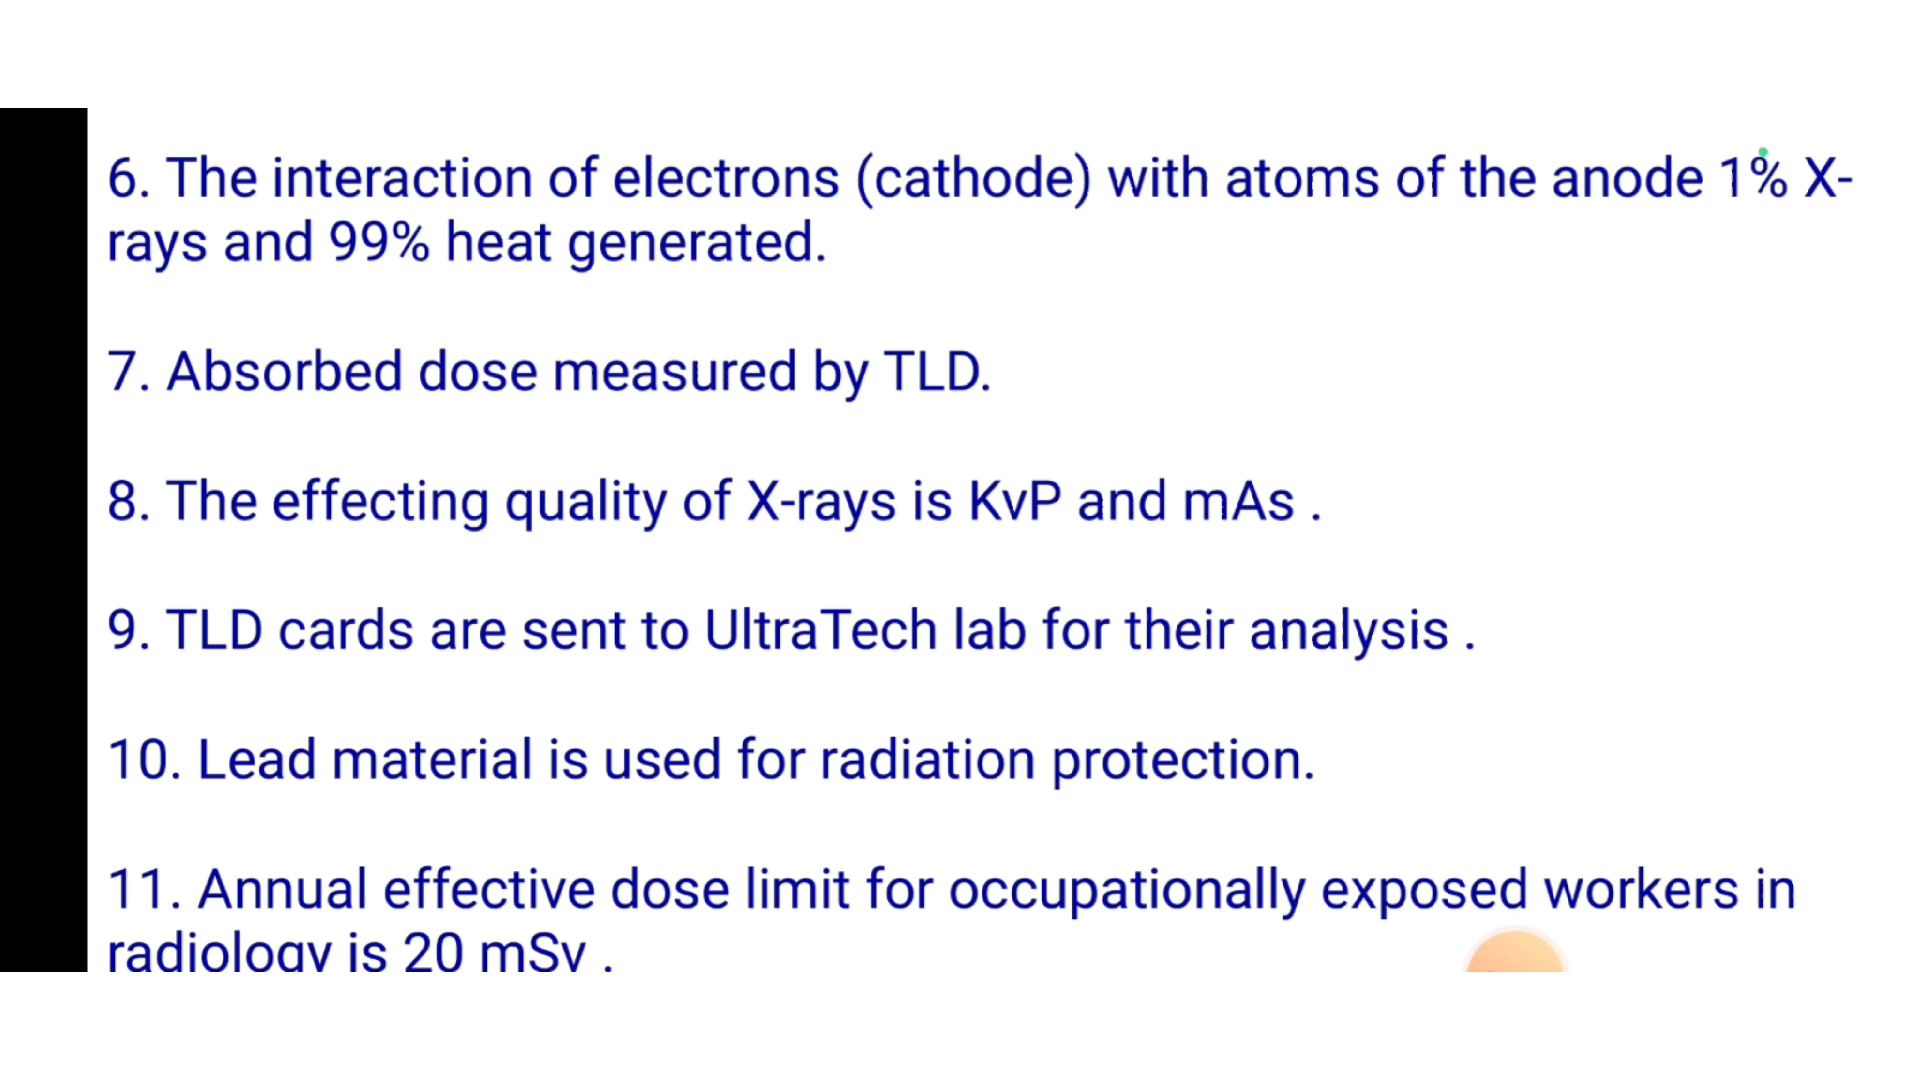 6. The interaction of electrons (cathode) with atoms of the anode 1% X-
rays and 99% heat generated.
7. Absorbed dose measured by TLD.
8. The effecting quality of X-rays is KvP and mAs .
9. TLD cards are sent to UltraTech lab for their analysis .
10. Lead material is used for radiation protection.
11. Annual effective dose limit for occupationally exposed workers in
radiology is 20 mSv .